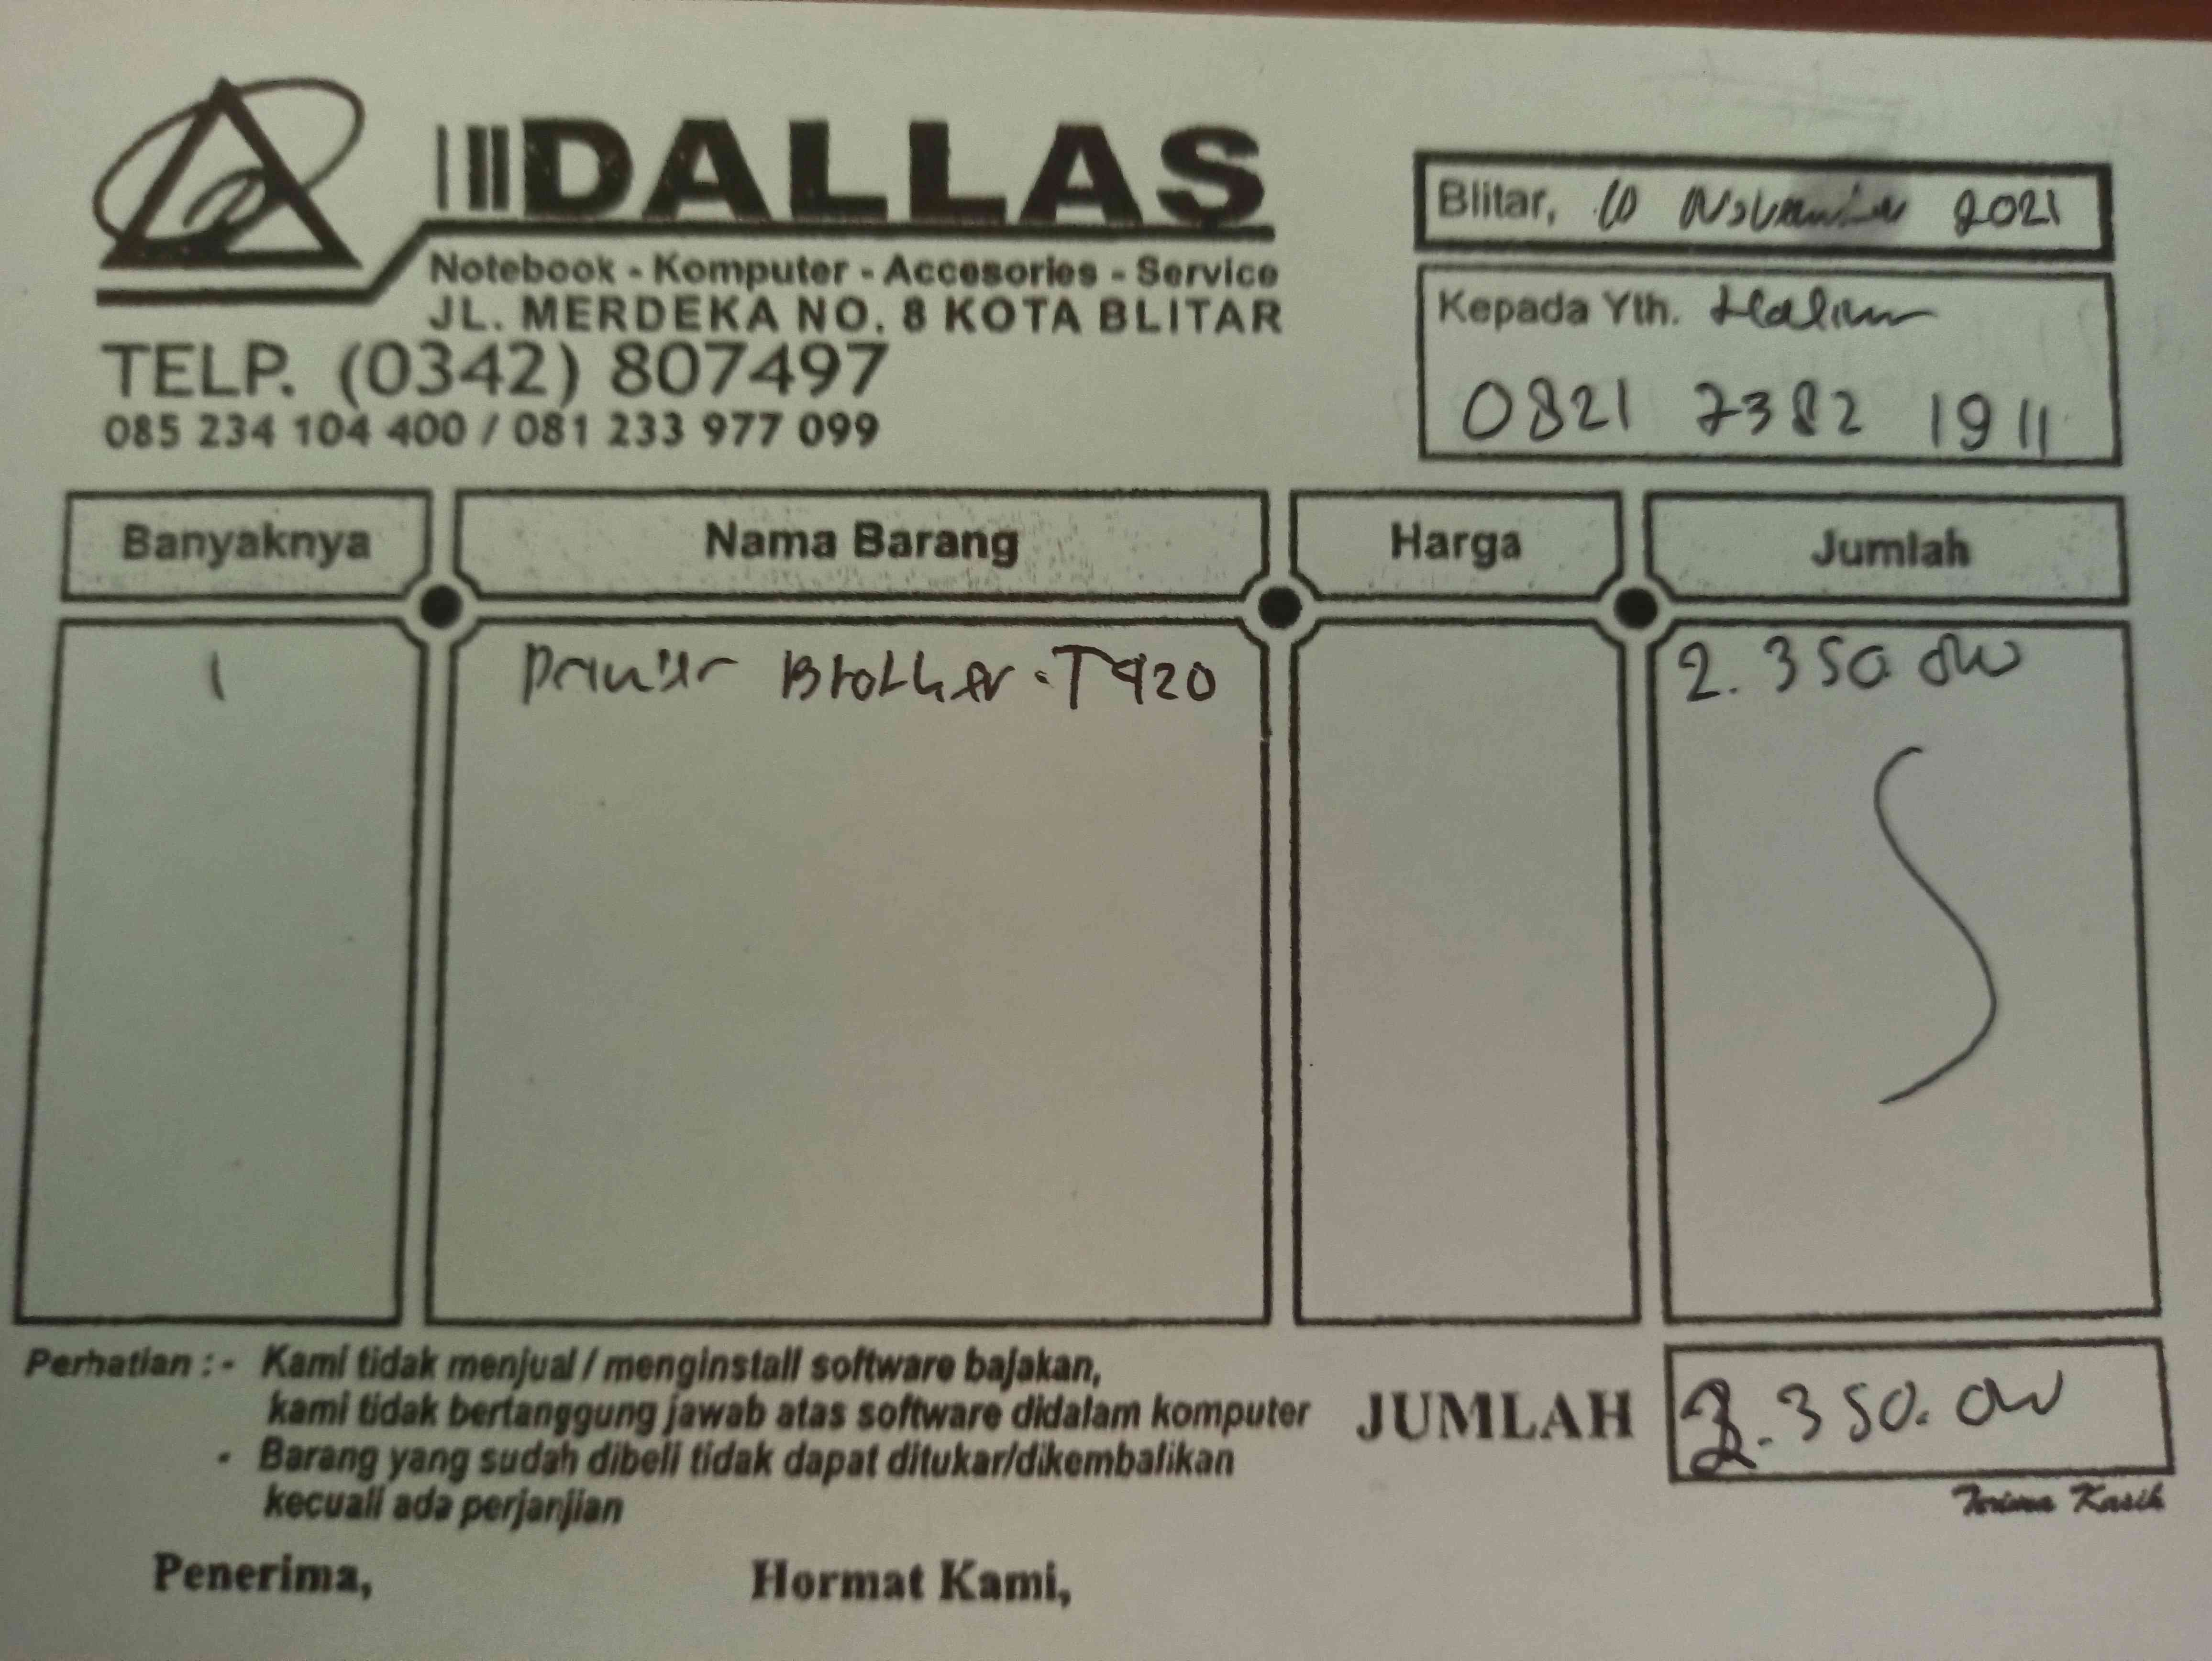 DALLAS
Notebook - Komputer - Accesories - Service
JL. MERDEKA NO. 8 KOTA BLITAR
TELP. (0342) 807497
085 234 104 400 / 081 233 977 099
Blitar, 10 November 2021
Kepada Yth. Halim
0821 7382 1911
Banyaknya Nama Barang Harga Jumlah
1 Printer Brother T420 2.350.000
Perhatian : - Kami tidak menjual / menginstall software bajakan,
kami tidak bertanggung jawab atas software didalam komputer
- Barang yang sudah dibeli tidak dapat ditukar/dikembalikan
kecuali ada perjanjian
JUMLAH 2.350.000
Terima Kasih
Penerima, Hormat Kami,